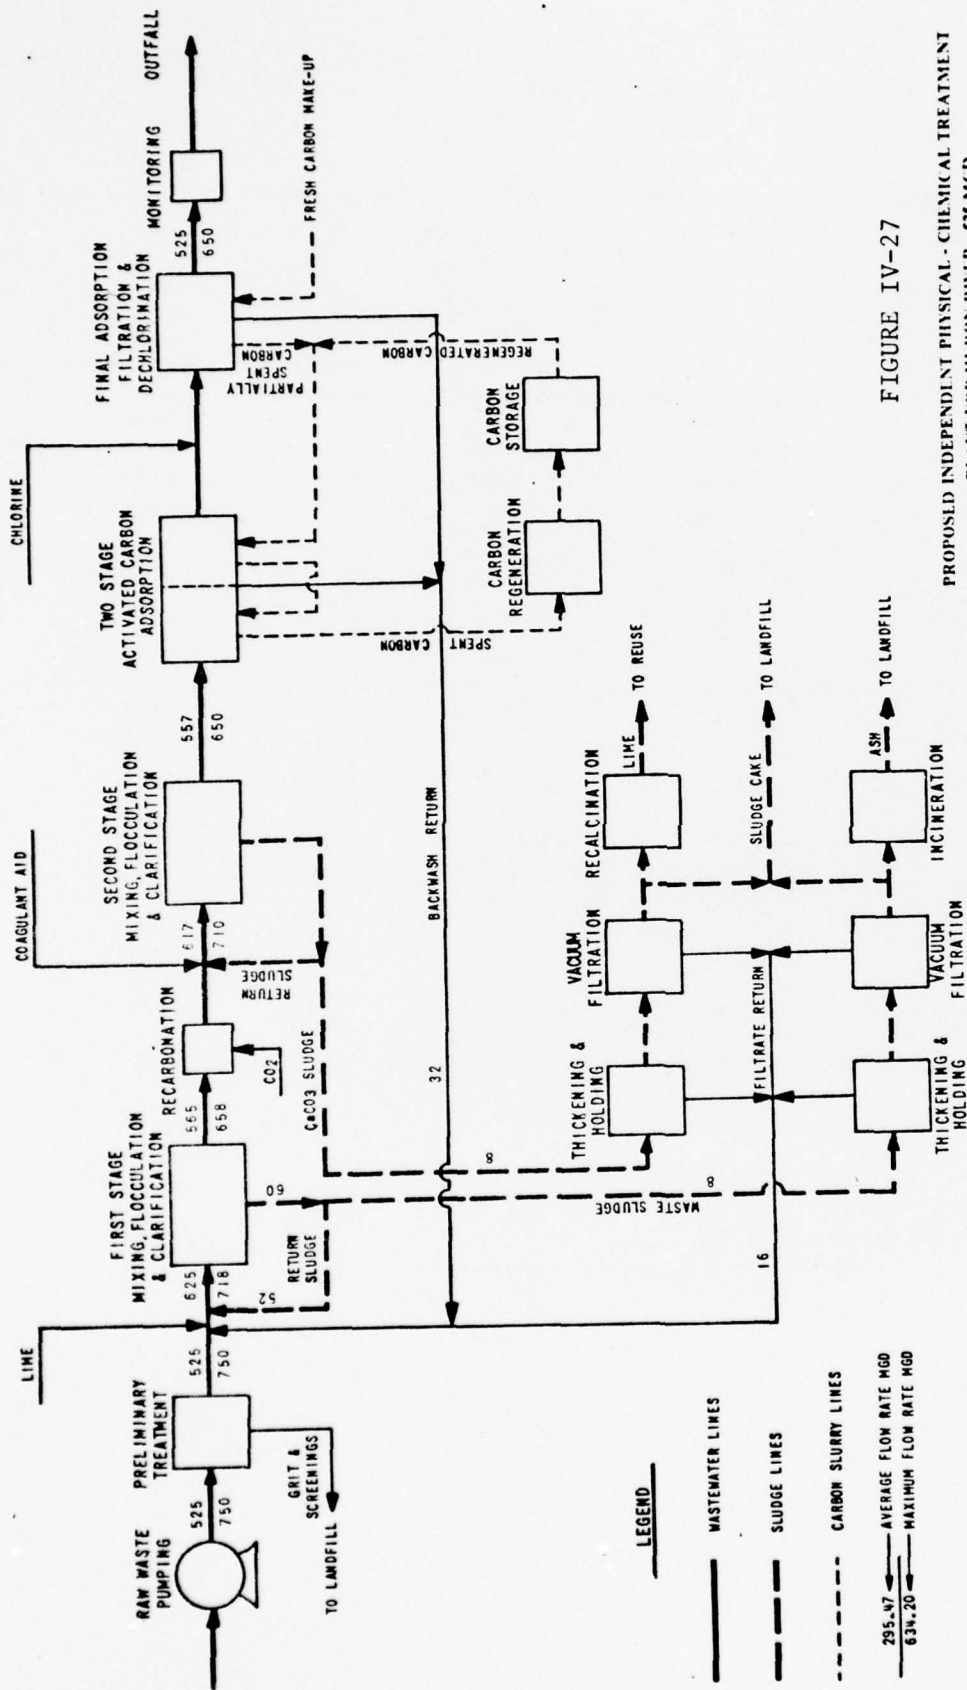 RAW WASTE
PUMPING
525
750
PRELIMINARY
TREATMENT
GRIT &
SCREENINGS
TO LANDFILL
525
750
LIME
625
718
FIRST STAGE
MIXING, FLOCCULATION
& CLARIFICATION
52
RETURN
SLUDGE
60
565
658
RECARBONATION
CO2
COAGULANT AID
617
710
RETURN
SLUDGE
SECOND STAGE
MIXING, FLOCCULATION
& CLARIFICATION
CaCO3 SLUDGE
557
650
TWO STAGE
ACTIVATED CARBON
ADSORPTION
CHLORINE
FINAL ADSORPTION
FILTRATION &
DECHLORINATION
525
650
MONITORING
OUTFALL
FRESH CARBON MAKE-UP
PARTIALLY
SPENT
CARBON
REGENERATED CARBON
SPENT CARBON
CARBON
REGENERATION
CARBON
STORAGE
BACKWASH RETURN
32
8
8
WASTE SLUDGE
16
THICKENING &
HOLDING
VACUUM
FILTRATION
RECALCINATION
LIME
TO REUSE
FILTRATE RETURN
SLUDGE CAKE
TO LANDFILL
THICKENING &
HOLDING
VACUUM
FILTRATION
INCINERATION
ASH
TO LANDFILL
LEGEND
WASTEWATER LINES
SLUDGE LINES
CARBON SLURRY LINES
295.47 AVERAGE FLOW RATE MGD
634.20 MAXIMUM FLOW RATE MGD
FIGURE IV-27
PROPOSED INDEPENDENT PHYSICAL - CHEMICAL TREATMENT